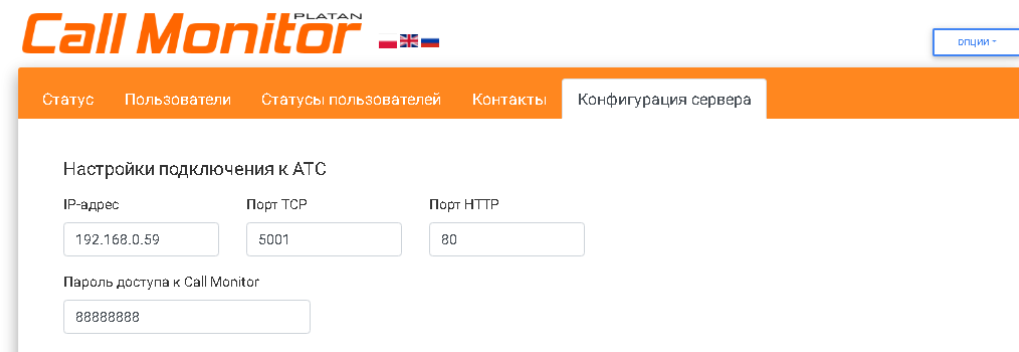 PLATAN
Call Monitor
опции
Статус Пользователи Статусы пользователей Контакты Конфигурация сервера
Настройки подключения к АТС
IP-адрес Порт TCP Порт HTTP
192.168.0.59 5001 80
Пароль доступа к Call Monitor
88888888